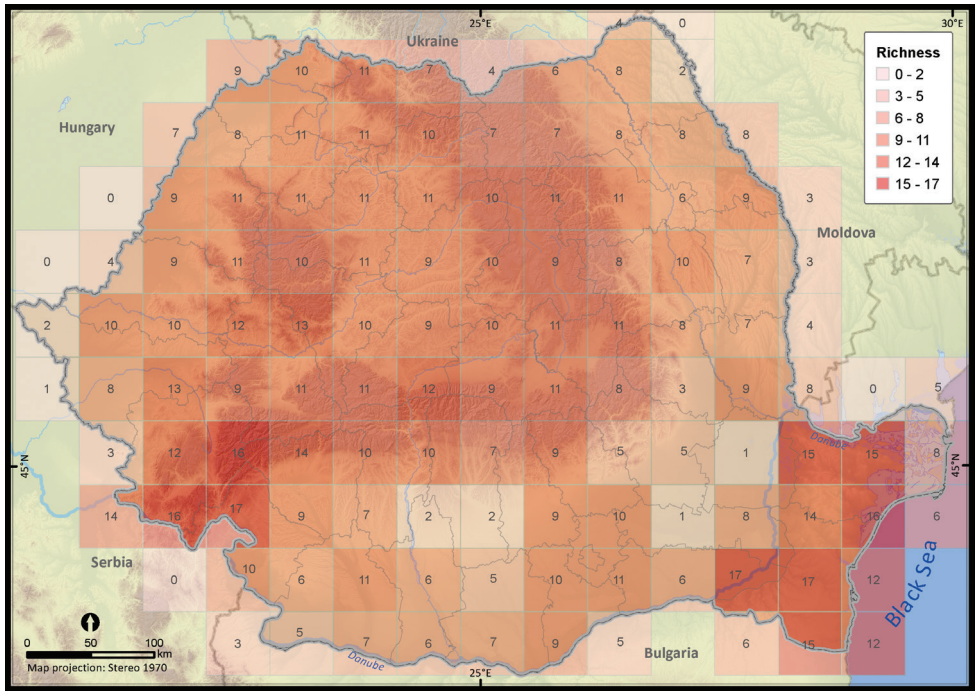 25°E 30°E
4 0
Ukraine
9 10 11 7 4 6 8 2
Richness
0 - 2
3 - 5
6 - 8
9 - 11
12 - 14
15 - 17
Hungary
7 8 11 11 10 7 7 8 8 8
0 9 11 11 11 10 11 11 6 9 3
Moldova
0 4 9 11 10 11 9 10 9 8 10 7 3
2 10 10 12 13 10 9 10 11 11 8 7 4
1 8 13 9 11 11 12 9 11 8 3 9 8 0 5
Danube
3 12 16 14 10 10 7 9 5 5 1 15 15 8
45°N 45°N
14 16 17 9 7 2 2 9 10 1 8 14 16 6
Serbia
0 10 6 11 6 5 10 11 6 17 17 12
Black Sea
3 5 7 6 7 9 5 6 15 12
0 50 100
km
Map projection: Stereo 1970
Danube
Bulgaria
25°E